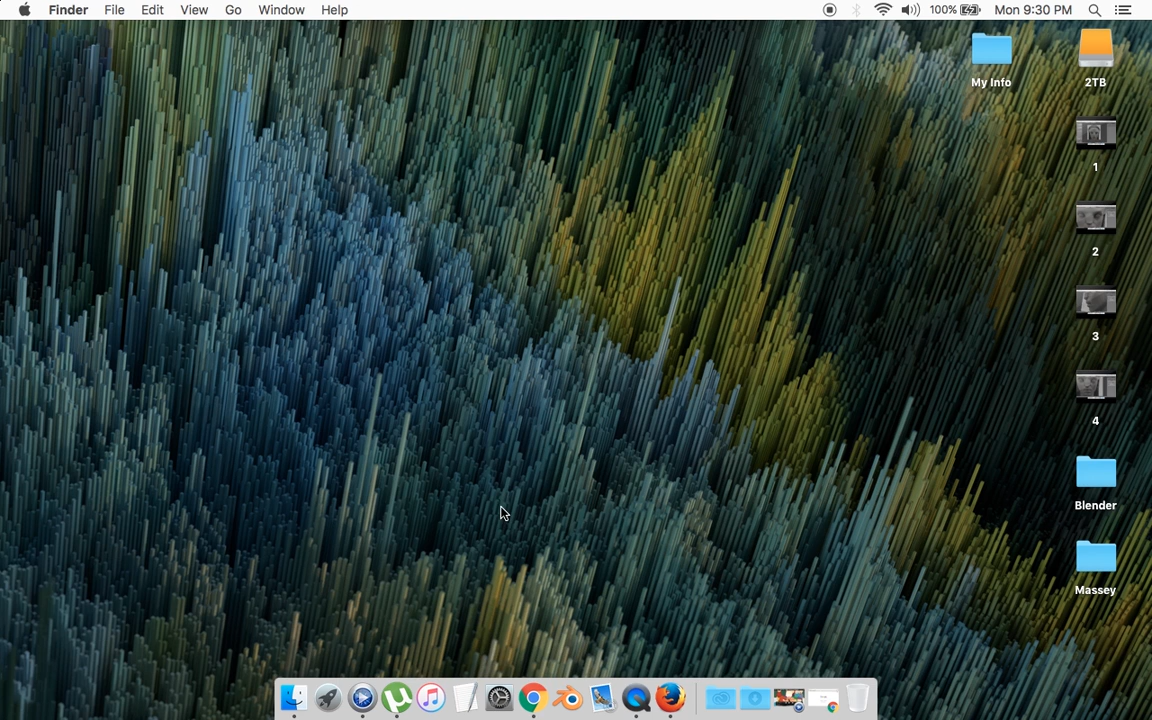 Finder File Edit View Go Window Help 100% Mon 9:30 PM
My Info 2TB
1
2
3
4
Blender
Massey